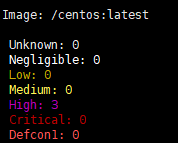 Image: /centos:latest
Unknown: 0
Negligible: 0
Low: 0
Medium: 0
High: 3
Critical: 0
Defcon1: 0